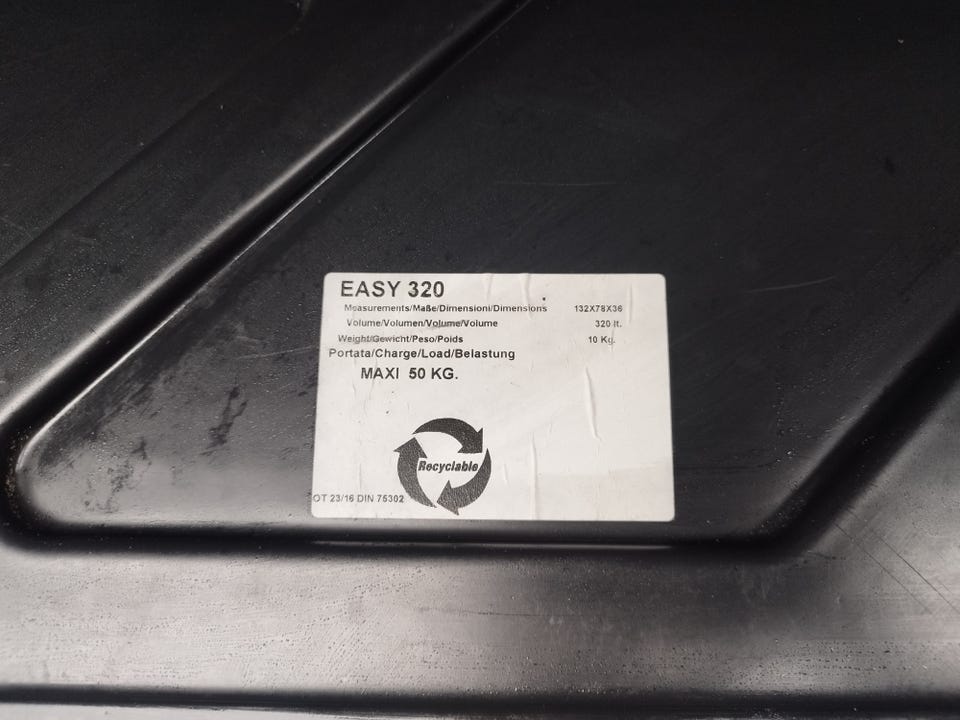 EASY 320
Measurements/Maße/Dimensioni/Dimensions 132X78X36
Volume/Volumen/Volume/Volume 320 lt.
Weight/Gewicht/Peso/Poids 10 Kg.
Portata/Charge/Load/Belastung
MAXI 50 KG.
Recyclable
OT 23/16 DIN 75302